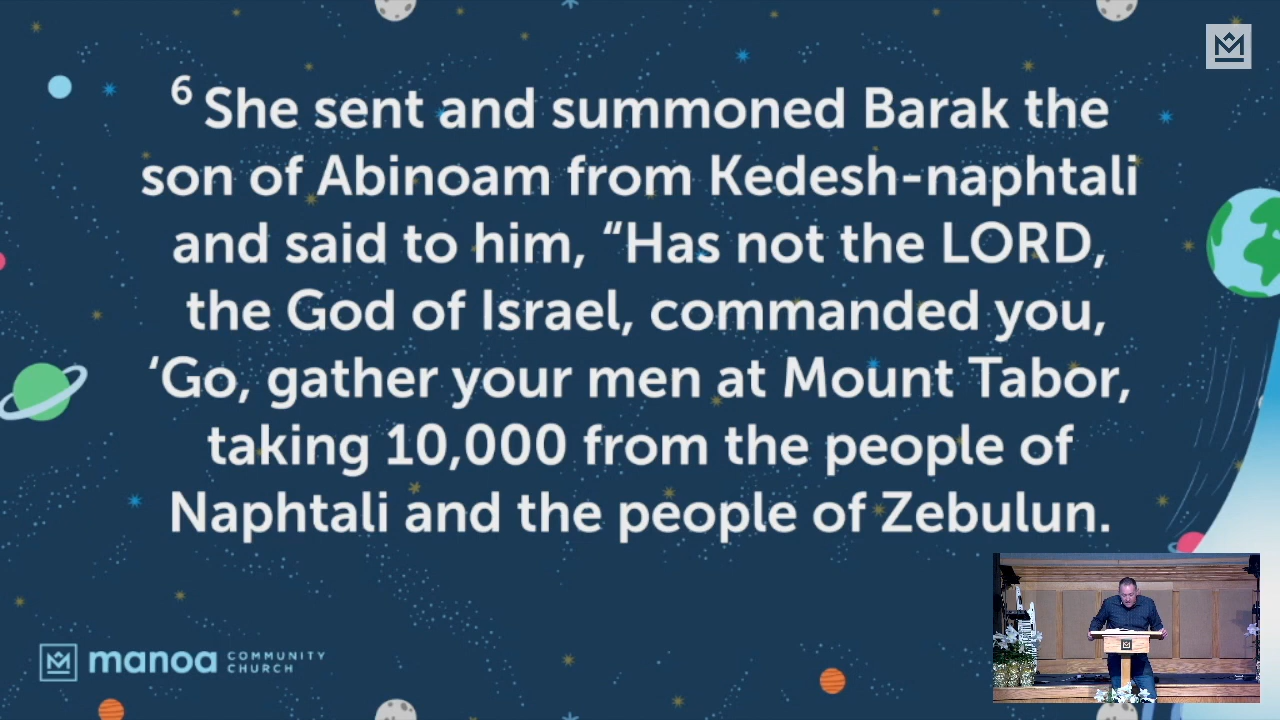 6 She sent and summoned Barak the
son of Abinoam from Kedesh-naphtali
and said to him, “Has not the LORD,
the God of Israel, commanded you,
‘Go, gather your men at Mount Tabor,
taking 10,000 from the people of
Naphtali and the people of Zebulun.
manoa COMMUNITY
CHURCH